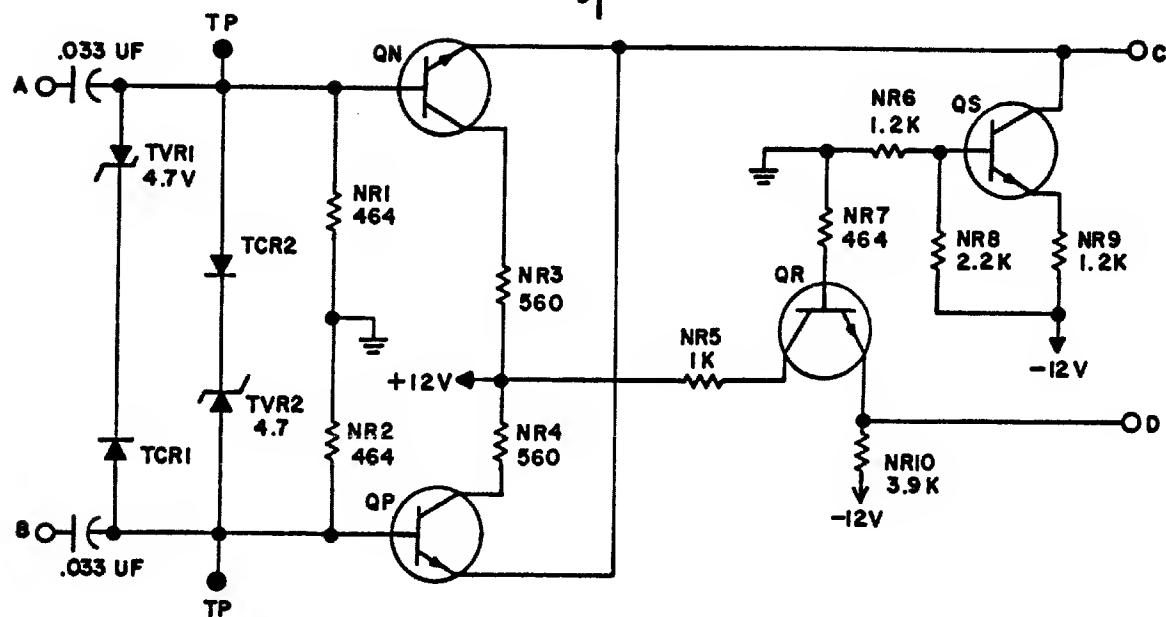 TP
.033 UF
A
QN
C
TVR1
4.7V
NR1
464
TCR2
NR6
1.2K
QS
NR7
464
NR8
2.2K
NR9
1.2K
NR3
560
QR
NR5
1K
-12V
+12V
TVR2
4.7
NR2
464
NR4
560
D
TCR1
NR10
3.9K
-12V
QP
B
.033 UF
TP